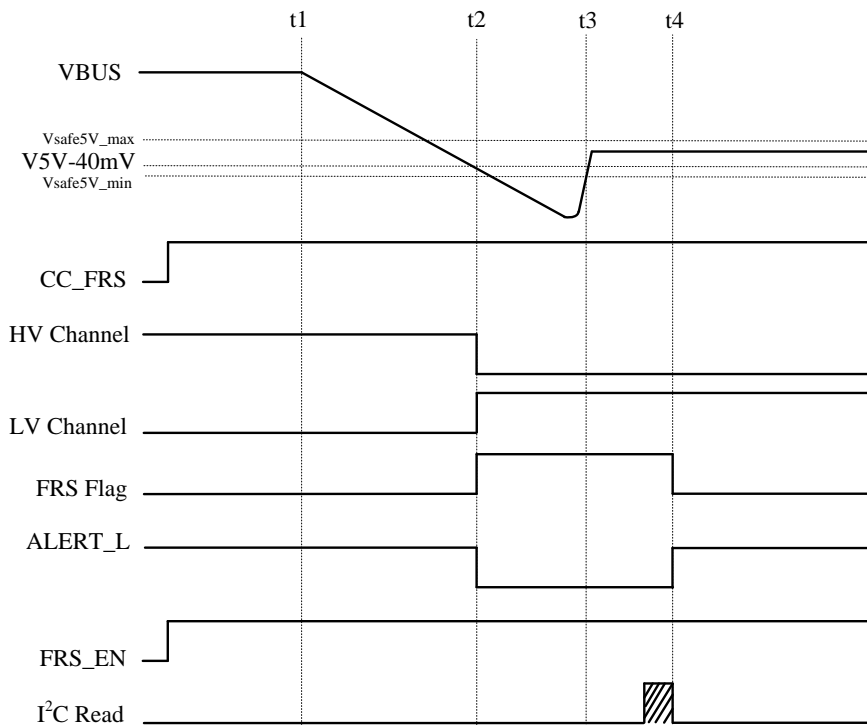 t1 t2 t3 t4
VBUS
Vsafe5V_max
V5V-40mV
Vsafe5V_min
CC_FRS
HV Channel
LV Channel
FRS Flag
ALERT_L
FRS_EN
I²C Read